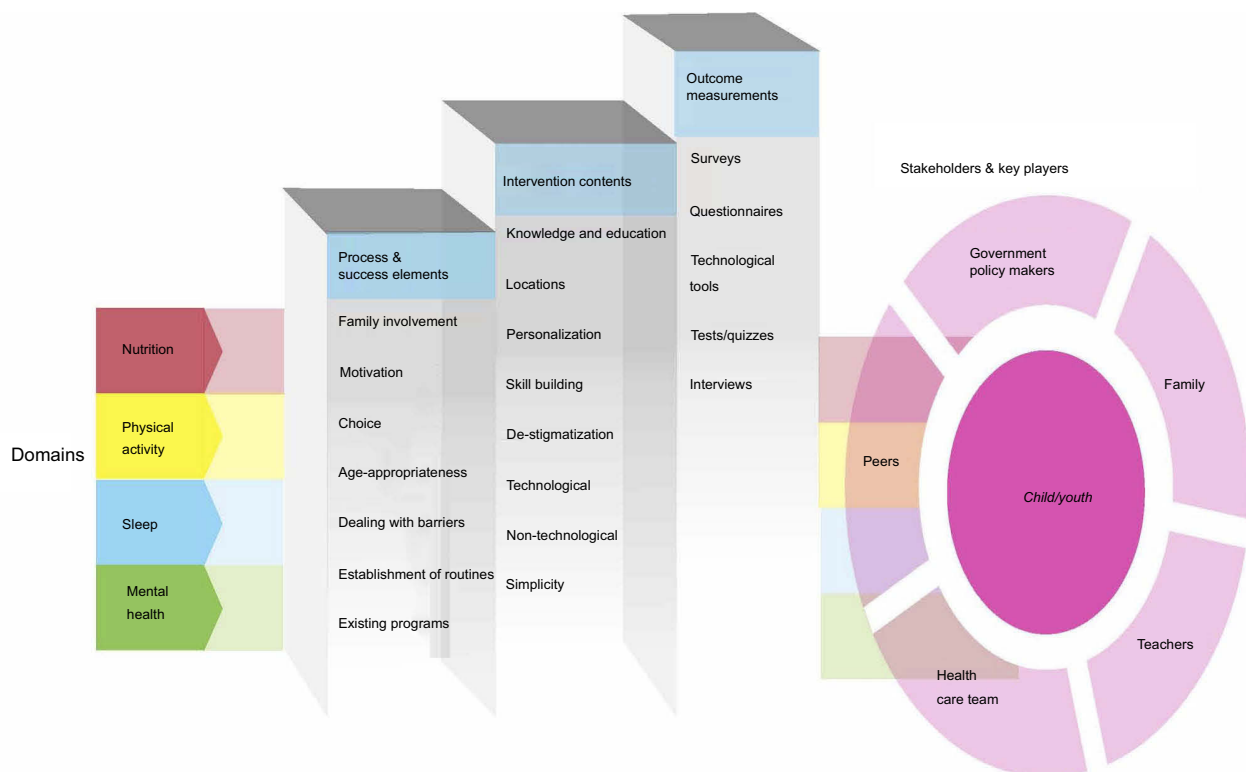 Domains
Nutrition
Physical
activity
Sleep
Mental
health
Process &
success elements
Family involvement
Motivation
Choice
Age-appropriateness
Dealing with barriers
Establishment of routines
Existing programs
Intervention contents
Knowledge and education
Locations
Personalization
Skill building
De-stigmatization
Technological
Non-technological
Simplicity
Outcome
measurements
Surveys
Questionnaires
Technological
tools
Tests/quizzes
Interviews
Stakeholders & key players
Government
policy makers
Family
Peers
Child/youth
Teachers
Health
care team